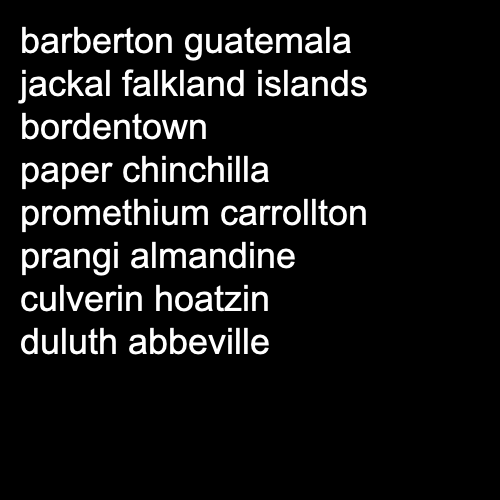 barberton guatemala
jackal falkland islands
bordentown
paper chinchilla
promethium carrollton
prangi almandine
culverin hoatzin
duluth abbeville